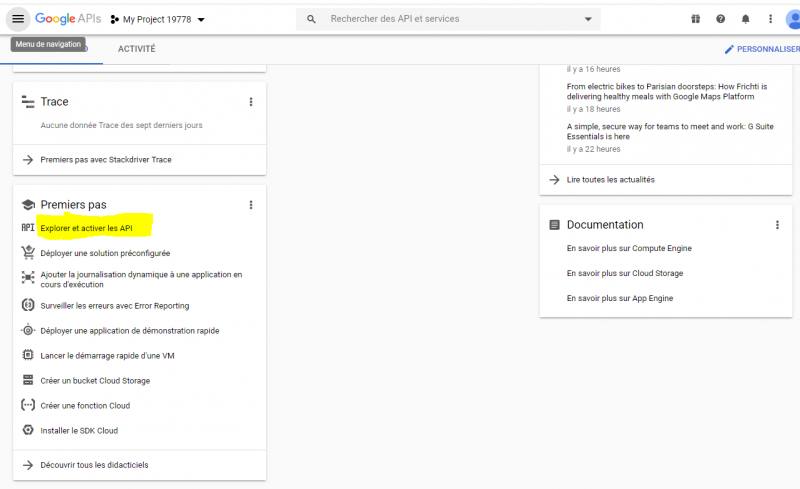 Google APIs
My Project 19778
Rechercher des API et services
Menu de navigation
ACTIVITÉ
PERSONNALISER
Trace
Aucune donnée Trace des sept derniers jours
Premiers pas avec Stackdriver Trace
Premiers pas
API
Explorer et activer les API
Déployer une solution préconfigurée
Ajouter la journalisation dynamique à une application en
cours d'exécution
Surveiller les erreurs avec Error Reporting
Déployer une application de démonstration rapide
Lancer le démarrage rapide d'une VM
Créer un bucket Cloud Storage
Créer une fonction Cloud
Installer le SDK Cloud
Découvrir tous les didacticiels
il y a 16 heures
From electric bikes to Parisian doorsteps: How Frichti is
delivering healthy meals with Google Maps Platform
il y a 18 heures
A simple, secure way for teams to meet and work: G Suite
Essentials is here
il y a 22 heures
Lire toutes les actualités
Documentation
En savoir plus sur Compute Engine
En savoir plus sur Cloud Storage
En savoir plus sur App Engine